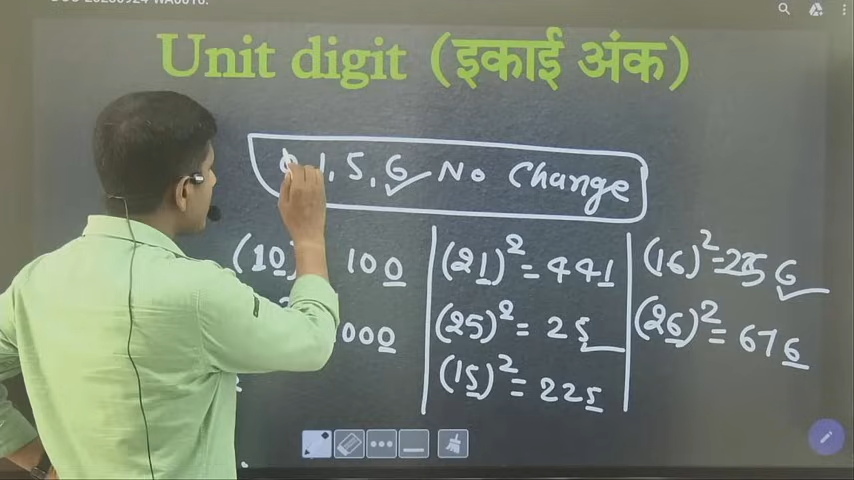 Unit digit (इकाई अंक)
1, 5, 6 No Change
(10 100
000
(21)² = 441
(25)² = 25
(15)² = 225
(16)² = 256
(26)² = 676